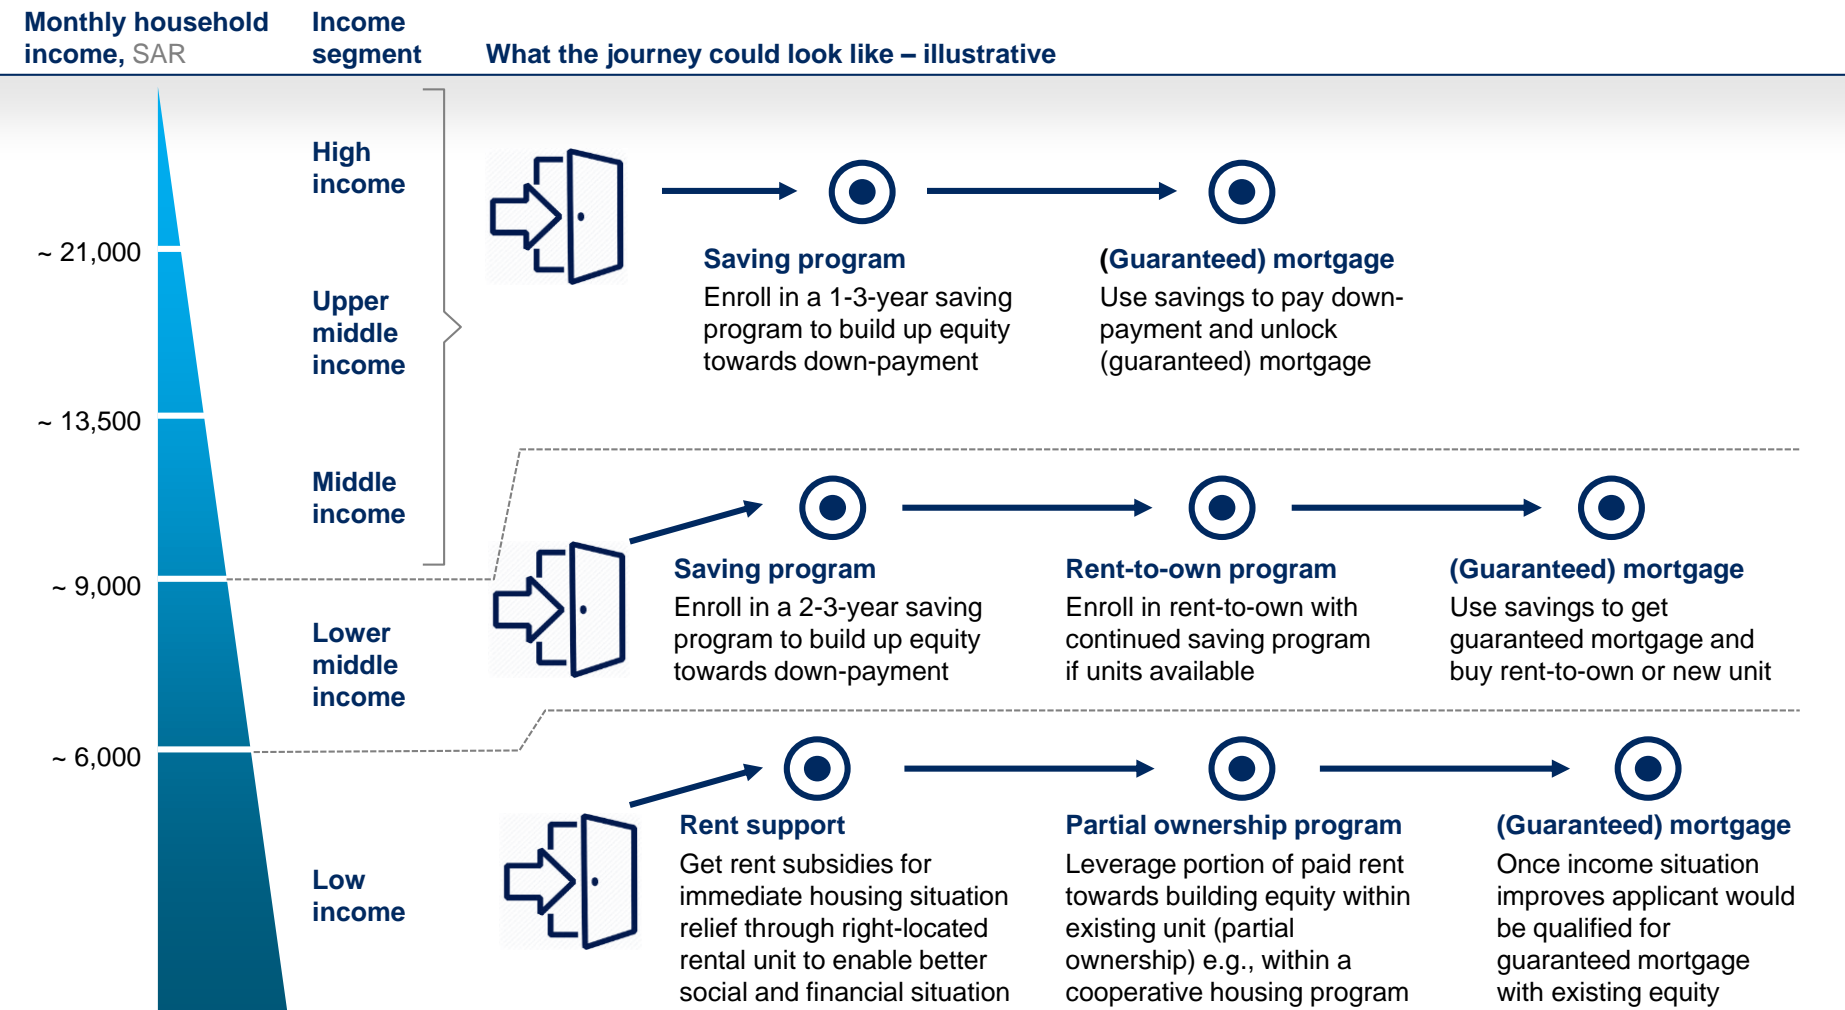 Monthly household
income, SAR
Income
segment
What the journey could look like – illustrative
High
income
~ 21,000
Saving program
Enroll in a 1-3-year saving
program to build up equity
towards down-payment
(Guaranteed) mortgage
Use savings to pay down-
payment and unlock
(guaranteed) mortgage
Upper
middle
income
~ 13,500
Middle
income
~ 9,000
Saving program
Enroll in a 2-3-year saving
program to build up equity
towards down-payment
Rent-to-own program
Enroll in rent-to-own with
continued saving program
if units available
(Guaranteed) mortgage
Use savings to get
guaranteed mortgage and
buy rent-to-own or new unit
Lower
middle
income
~ 6,000
Low
income
Rent support
Get rent subsidies for
immediate housing situation
relief through right-located
rental unit to enable better
social and financial situation
Partial ownership program
Leverage portion of paid rent
towards building equity within
existing unit (partial
ownership) e.g., within a
cooperative housing program
(Guaranteed) mortgage
Once income situation
improves applicant would
be qualified for
guaranteed mortgage
with existing equity